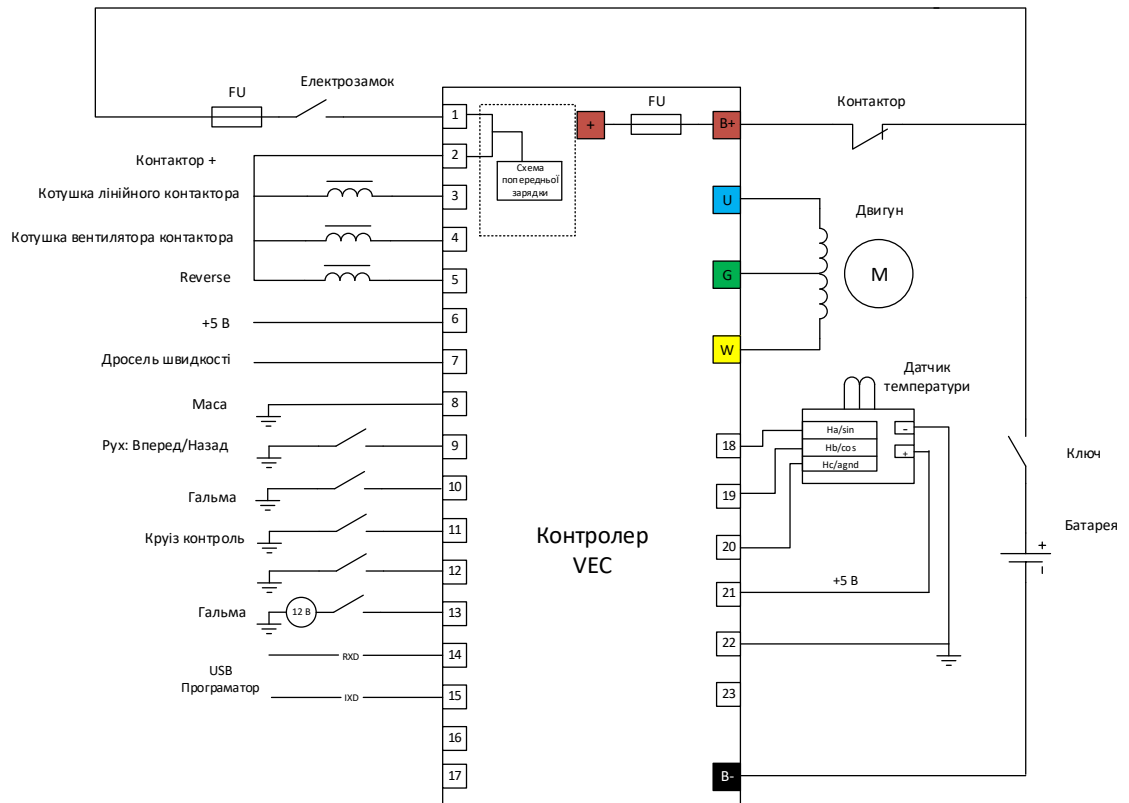 Електрозамок
FU
1
Контактор +
2
Котушка лінійного контактора
3
Котушка вентилятора контактора
4
Reverse
5
+5 В
6
Дросель швидкості
7
Маса
8
Рух: Вперед/Назад
9
Гальма
10
Круїз контроль
11
12
Гальма
12 В
13
USB
Програматор
RXD
14
IXD
15
16
17
Схема
попередньої
зарядки
+
FU
B+
Контактор
U
Двигун
G
M
W
Датчик
температури
Ha/sin
Hb/cos
Hc/agnd
-
+
18
19
20
+5 В
21
22
23
B-
Контролер
VEC
Ключ
Батарея
+
-